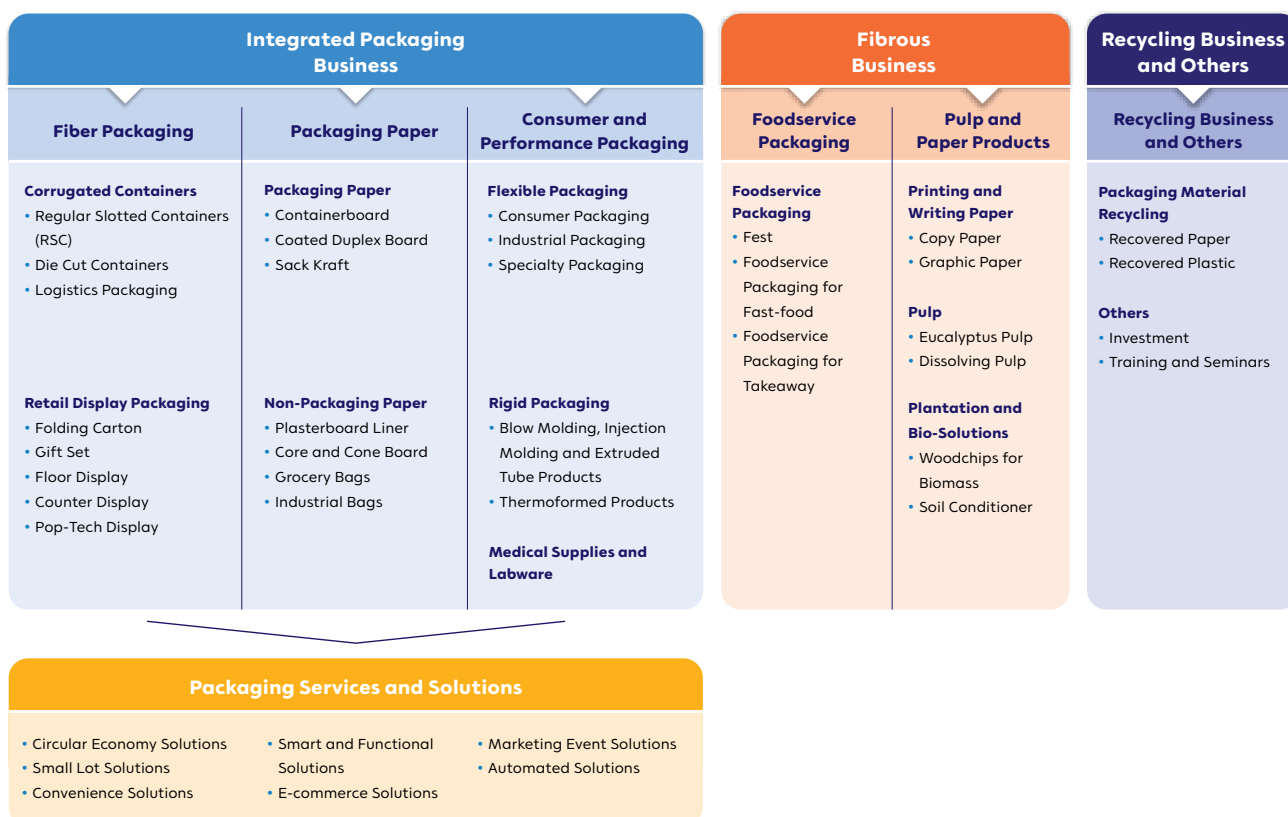 Integrated Packaging
Business
Fiber Packaging
Corrugated Containers
• Regular Slotted Containers
(RSC)
• Die Cut Containers
• Logistics Packaging
Retail Display Packaging
• Folding Carton
• Gift Set
• Floor Display
• Counter Display
• Pop-Tech Display
Packaging Paper
Packaging Paper
• Containerboard
• Coated Duplex Board
• Sack Kraft
Non-Packaging Paper
• Plasterboard Liner
• Core and Cone Board
• Grocery Bags
• Industrial Bags
Consumer and
Performance Packaging
Flexible Packaging
• Consumer Packaging
• Industrial Packaging
• Specialty Packaging
Rigid Packaging
• Blow Molding, Injection
Molding and Extruded
Tube Products
• Thermoformed Products
Medical Supplies and
Labware
Fibrous
Business
Foodservice
Packaging
Foodservice
Packaging
• Fest
• Foodservice
Packaging for
Fast-food
• Foodservice
Packaging for
Takeaway
Pulp and
Paper Products
Printing and
Writing Paper
• Copy Paper
• Graphic Paper
Pulp
• Eucalyptus Pulp
• Dissolving Pulp
Plantation and
Bio-Solutions
• Woodchips for
Biomass
• Soil Conditioner
Recycling Business
and Others
Recycling Business
and Others
Packaging Material
Recycling
• Recovered Paper
• Recovered Plastic
Others
• Investment
• Training and Seminars
Packaging Services and Solutions
• Circular Economy Solutions
• Small Lot Solutions
• Convenience Solutions
• Smart and Functional
Solutions
• E-commerce Solutions
• Marketing Event Solutions
• Automated Solutions